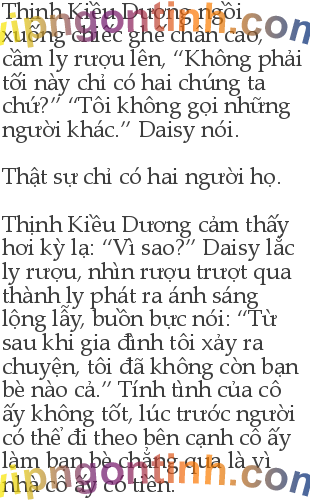 Thịnh Kiều Dương ngồi
xuống chiếc ghế chân cao,
cầm ly rượu lên, “Không phải
tối này chỉ có hai chúng ta
chứ?” “Tôi không gọi những
người khác.” Daisy nói.
Thật sự chỉ có hai người họ.
Thịnh Kiều Dương cảm thấy
hơi kỳ lạ: “Vì sao?” Daisy lắc
ly rượu, nhìn rượu trượt qua
thành ly phát ra ánh sáng
lộng lẫy, buồn bực nói: “Từ
sau khi gia đình tôi xảy ra
chuyện, tôi đã không còn bạn
bè nào cả.” Tính tình của cô
ấy không tốt, lúc trước người
có thể đi theo bên cạnh cô ấy
làm bạn bè chẳng qua là vì
nhà cô ấy có tiền.
vipngontinh.com
vipngontinh.com